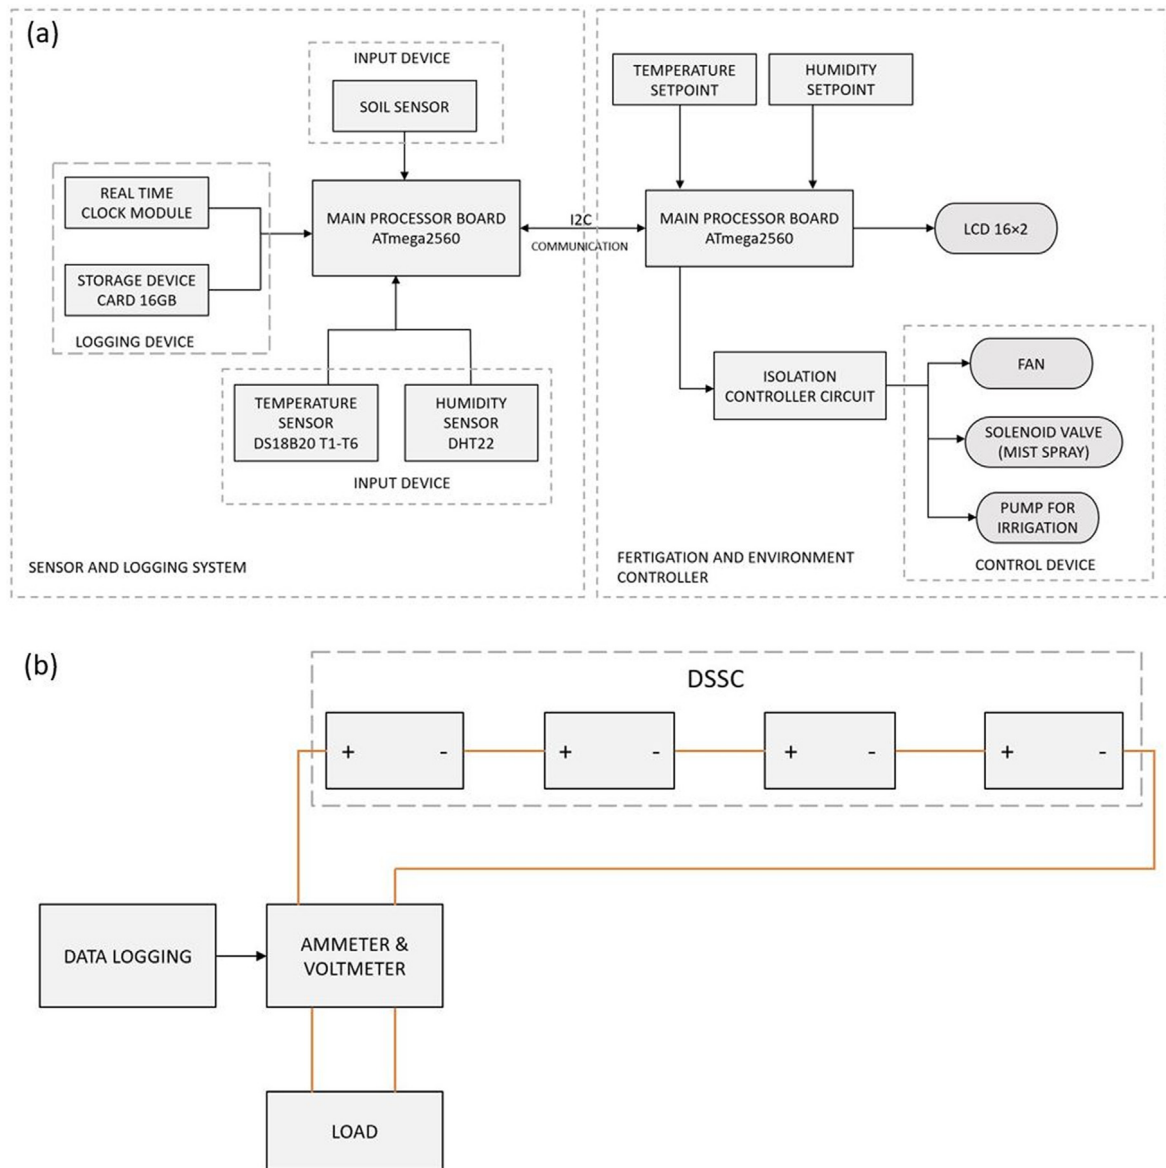 (a)
INPUT DEVICE
SOIL SENSOR
REAL TIME
CLOCK MODULE
STORAGE DEVICE
CARD 16GB
LOGGING DEVICE
MAIN PROCESSOR BOARD
ATmega2560
TEMPERATURE
SENSOR
DS18B20 T1-T6
HUMIDITY
SENSOR
DHT22
INPUT DEVICE
SENSOR AND LOGGING SYSTEM
I2C
COMMUNICATION
TEMPERATURE
SETPOINT
HUMIDITY
SETPOINT
MAIN PROCESSOR BOARD
ATmega2560
LCD 16×2
ISOLATION
CONTROLLER CIRCUIT
FAN
SOLENOID VALVE
(MIST SPRAY)
PUMP FOR
IRRIGATION
CONTROL DEVICE
FERTIGATION AND ENVIRONMENT
CONTROLLER
(b)
DSSC
+ -
+ -
+ -
+ -
DATA LOGGING
AMMETER &
VOLTMETER
LOAD